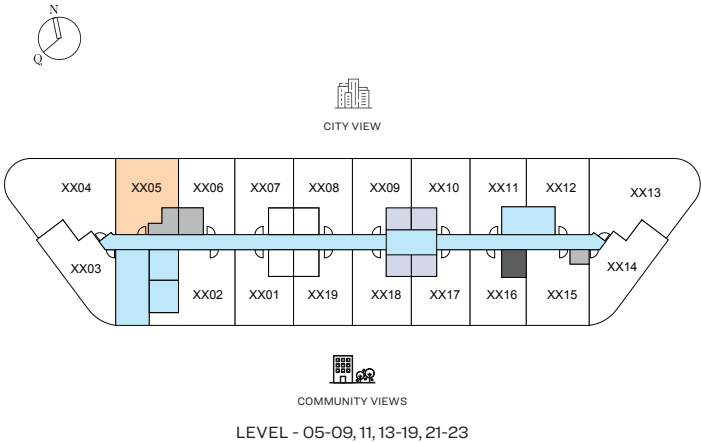 N
Q
CITY VIEW
XX04 XX05 XX06 XX07 XX08 XX09 XX10 XX11 XX12 XX13
XX03 XX02 XX01 XX19 XX18 XX17 XX16 XX15 XX14
COMMUNITY VIEWS
LEVEL - 05-09, 11, 13-19, 21-23